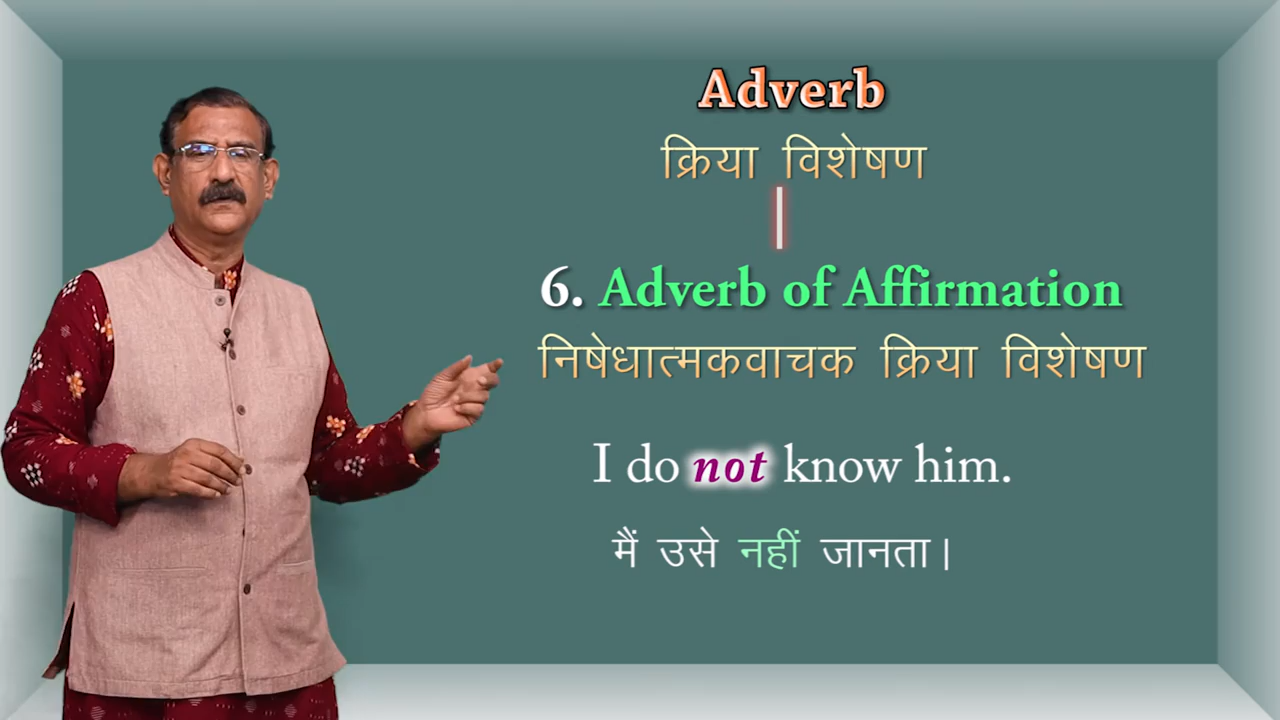 Adverb
क्रिया विशेषण
6. Adverb of Affirmation
निषेधात्मकवाचक क्रिया विशेषण
I do not know him.
मैं उसे नहीं जानता।